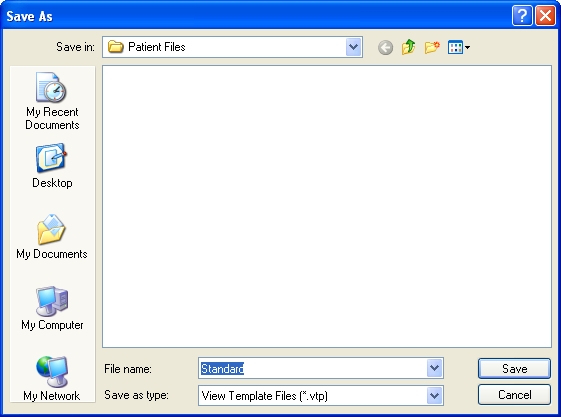 Save As
Save in: Patient Files
My Recent
Documents
Desktop
My Documents
My Computer
My Network
File name: Standard Save
Save as type: View Template Files (*.vtp) Cancel